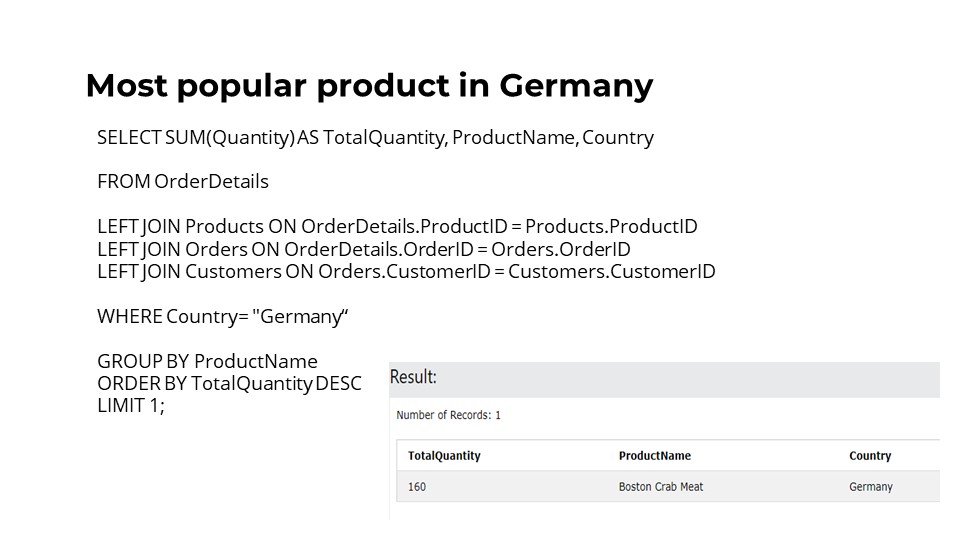 Most popular product in Germany
SELECT SUM(Quantity) AS TotalQuantity, ProductName, Country
FROM OrderDetails
LEFT JOIN Products ON OrderDetails.ProductID = Products.ProductID
LEFT JOIN Orders ON OrderDetails.OrderID = Orders.OrderID
LEFT JOIN Customers ON Orders.CustomerID = Customers.CustomerID
WHERE Country= "Germany“
GROUP BY ProductName
ORDER BY TotalQuantity DESC
LIMIT 1;
Result:
Number of Records: 1
TotalQuantity ProductName Country
160 Boston Crab Meat Germany